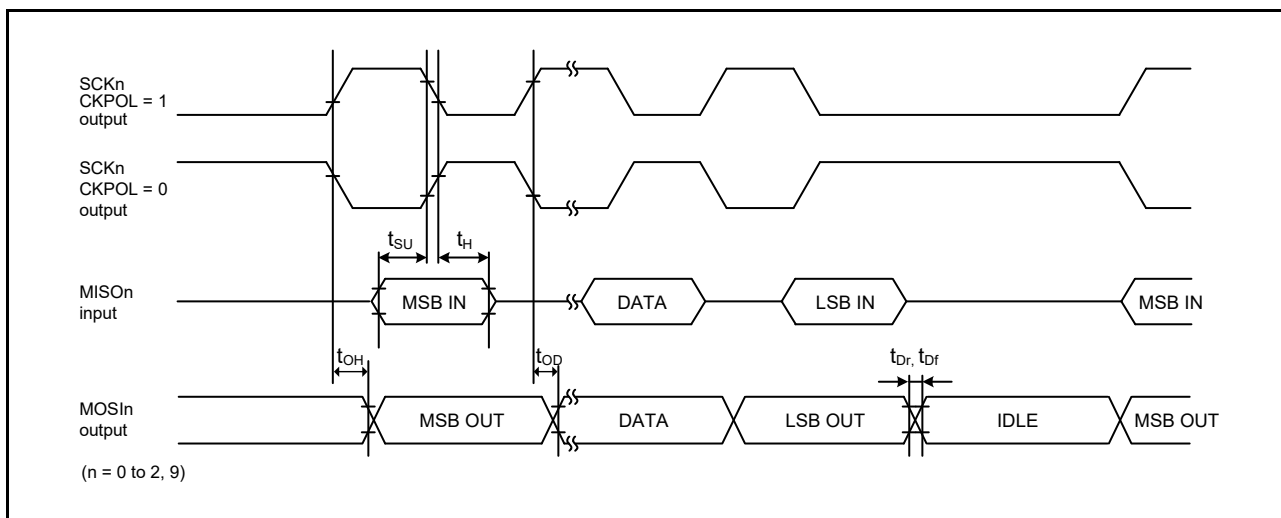 SCKn
CKPOL = 1
output
SCKn
CKPOL = 0
output
tSU
tH
MISOn
input
MSB IN
DATA
LSB IN
MSB IN
tOH
tOD
tDr, tDf
MOSIn
output
MSB OUT
DATA
LSB OUT
IDLE
MSB OUT
(n = 0 to 2, 9)